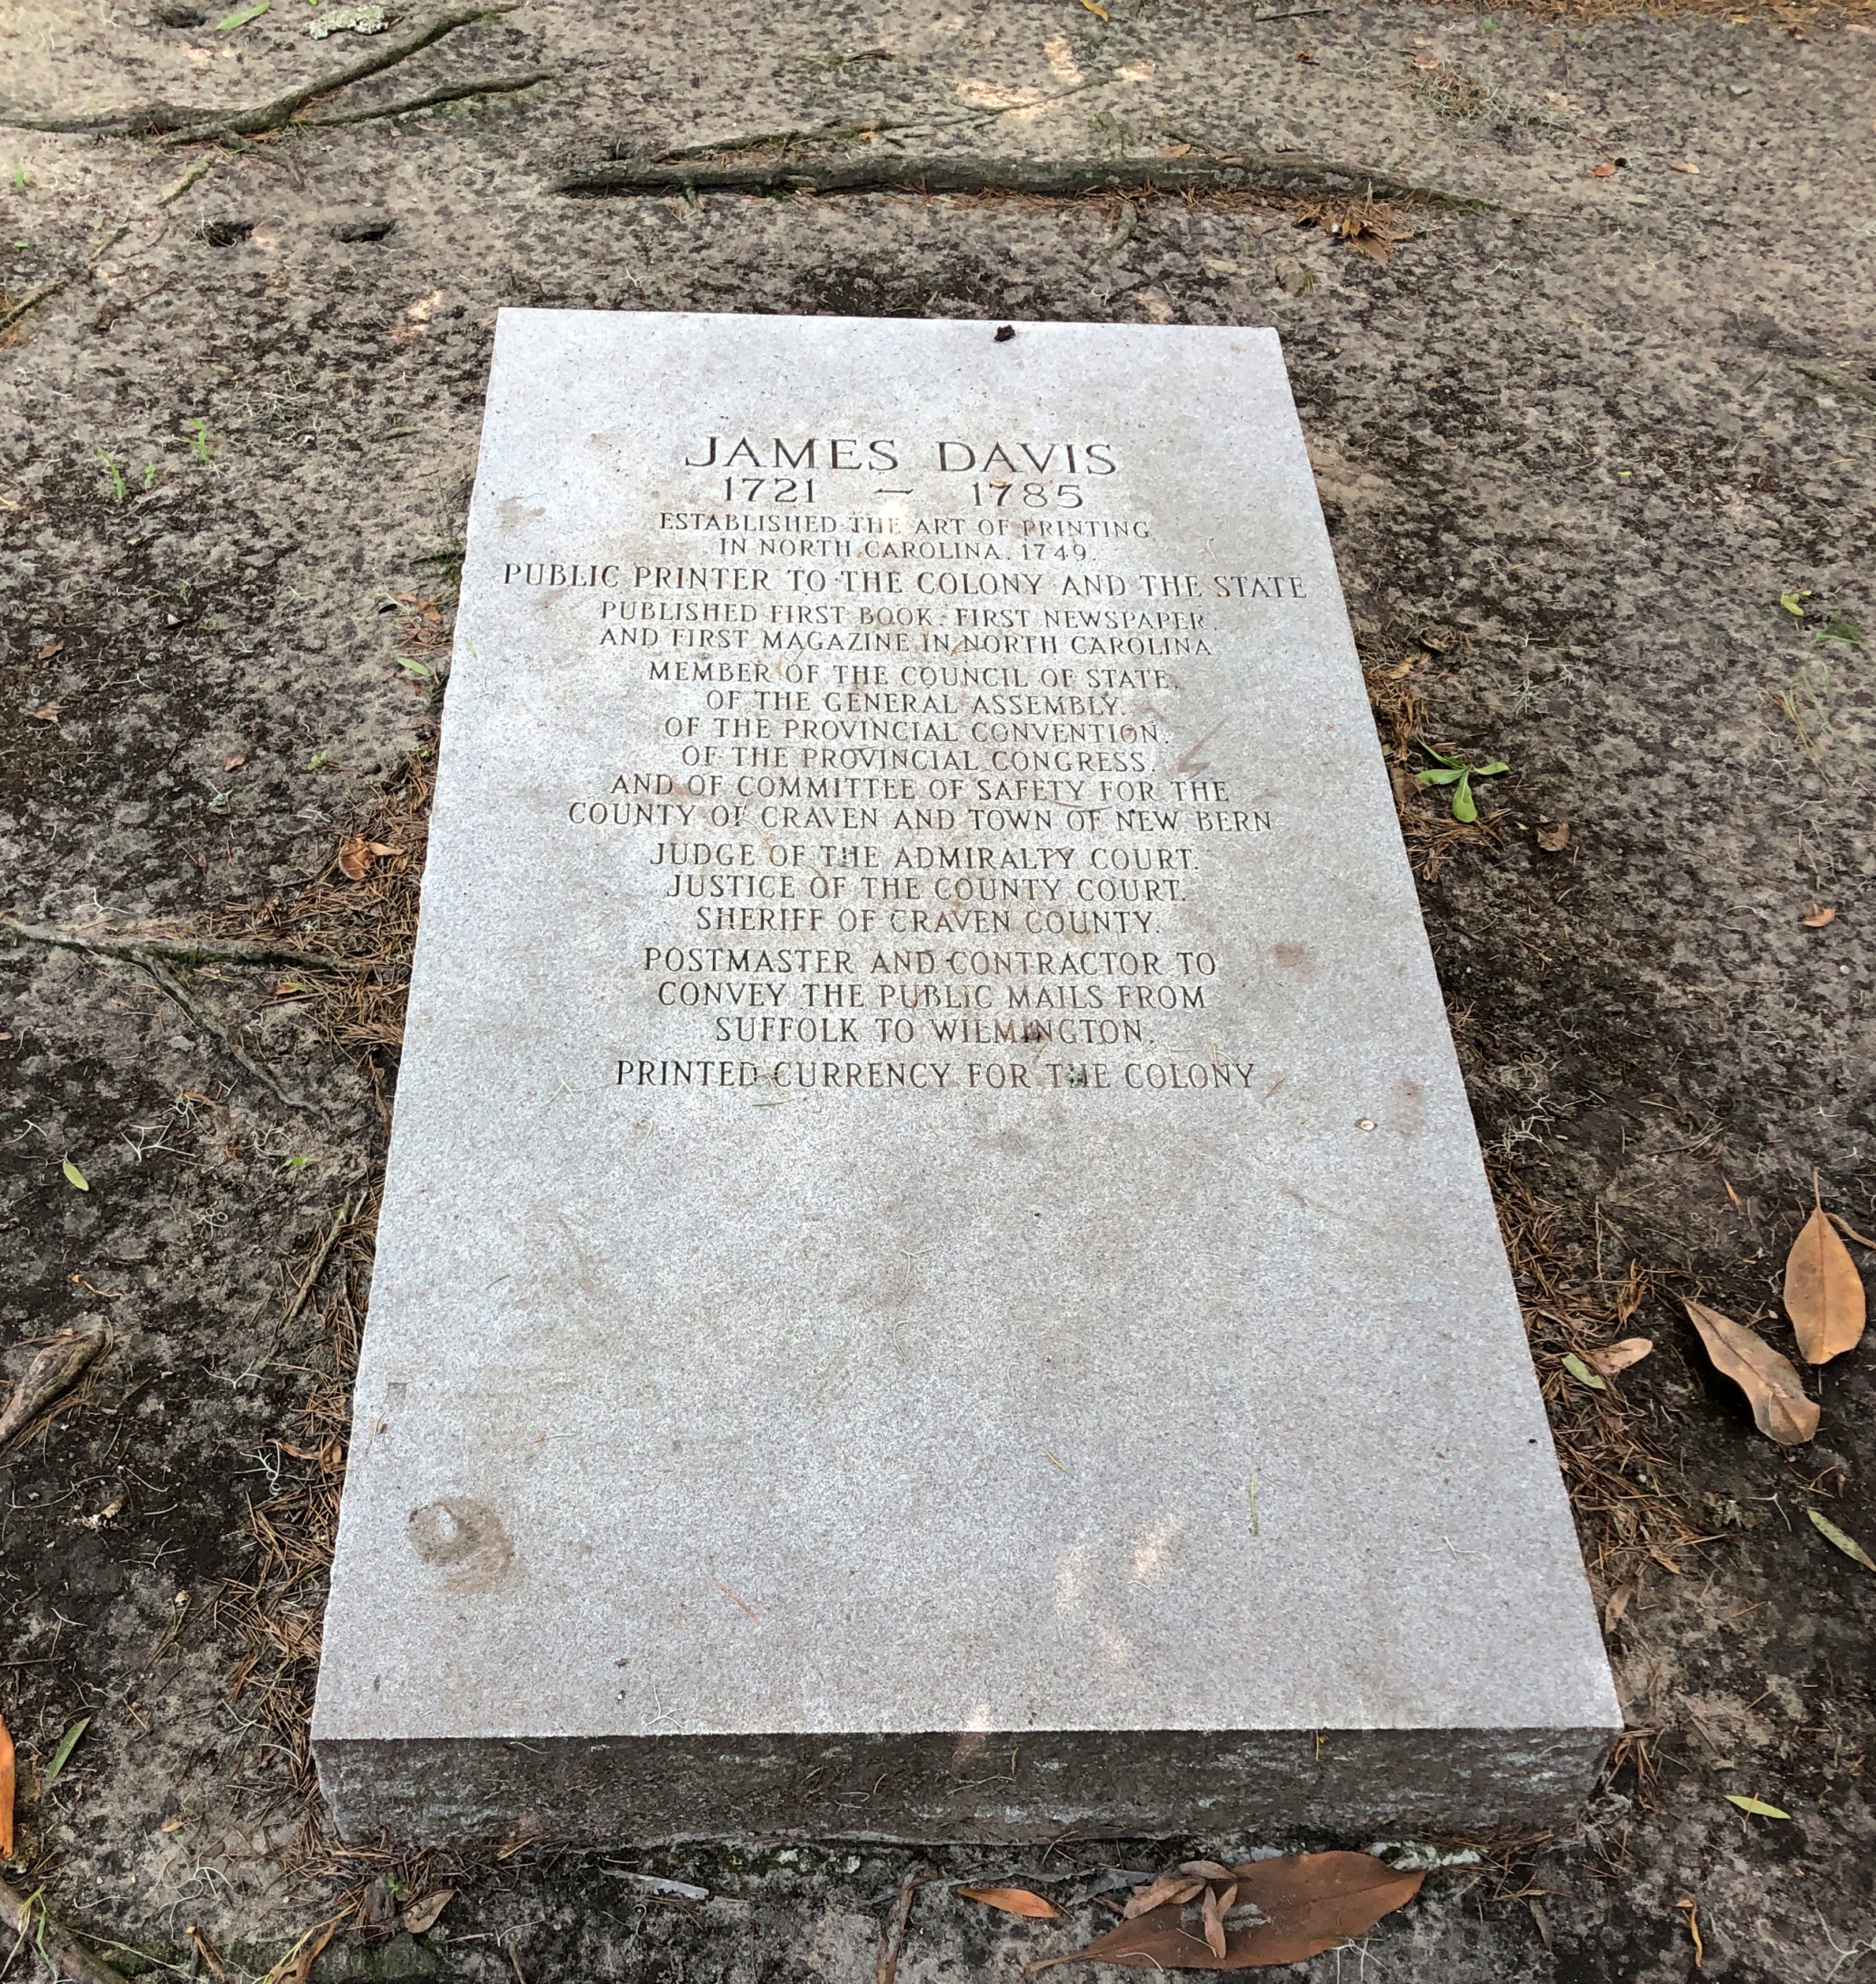 JAMES DAVIS
1721 – 1785
ESTABLISHED THE ART OF PRINTING
IN NORTH CAROLINA, 1749.
PUBLIC PRINTER TO THE COLONY AND THE STATE
PUBLISHED FIRST BOOK, FIRST NEWSPAPER,
AND FIRST MAGAZINE IN NORTH CAROLINA
MEMBER OF THE COUNCIL OF STATE,
OF THE GENERAL ASSEMBLY,
OF THE PROVINCIAL CONVENTION,
OF THE PROVINCIAL CONGRESS,
AND OF COMMITTEE OF SAFETY FOR THE
COUNTY OF CRAVEN AND TOWN OF NEW BERN
JUDGE OF THE ADMIRALTY COURT.
JUSTICE OF THE COUNTY COURT.
SHERIFF OF CRAVEN COUNTY.
POSTMASTER AND CONTRACTOR TO
CONVEY THE PUBLIC MAILS FROM
SUFFOLK TO WILMINGTON.
PRINTED CURRENCY FOR THE COLONY